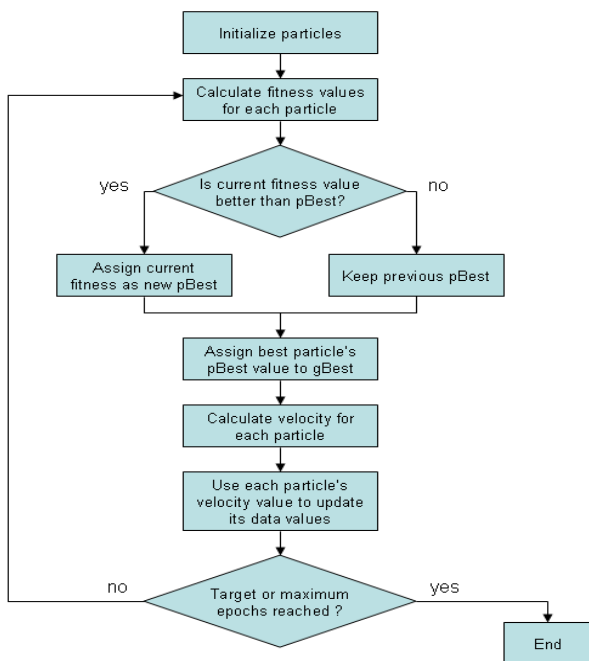 Initialize particles
Calculate fitness values
for each particle
Is current fitness value
better than pBest?
yes
no
Assign current
fitness as new pBest
Keep previous pBest
Assign best particle's
pBest value to gBest
Calculate velocity for
each particle
Use each particle's
velocity value to update
its data values
Target or maximum
epochs reached ?
no
yes
End